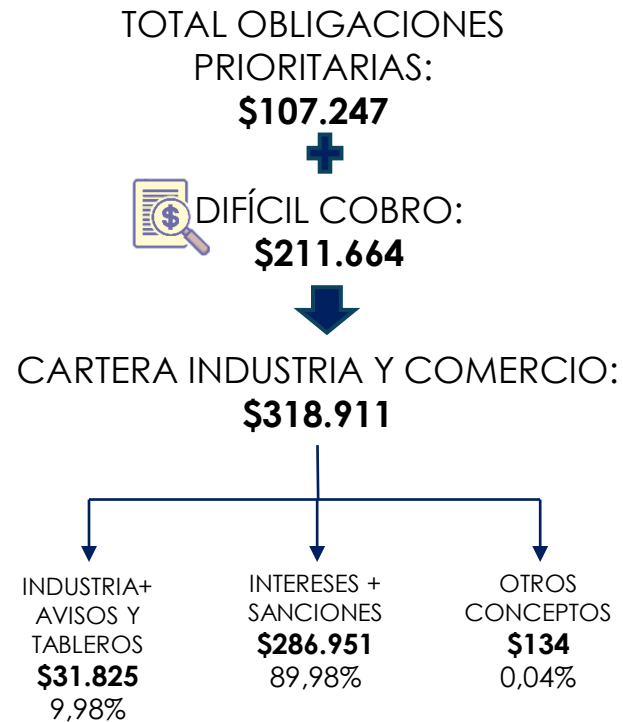 TOTAL OBLIGACIONES
PRIORITARIAS:
$107.247
DIFÍCIL COBRO:
$211.664
CARTERA INDUSTRIA Y COMERCIO:
$318.911
INDUSTRIA+
AVISOS Y
TABLEROS
$31.825
9,98%
INTERESES +
SANCIONES
$286.951
89,98%
OTROS
CONCEPTOS
$134
0,04%